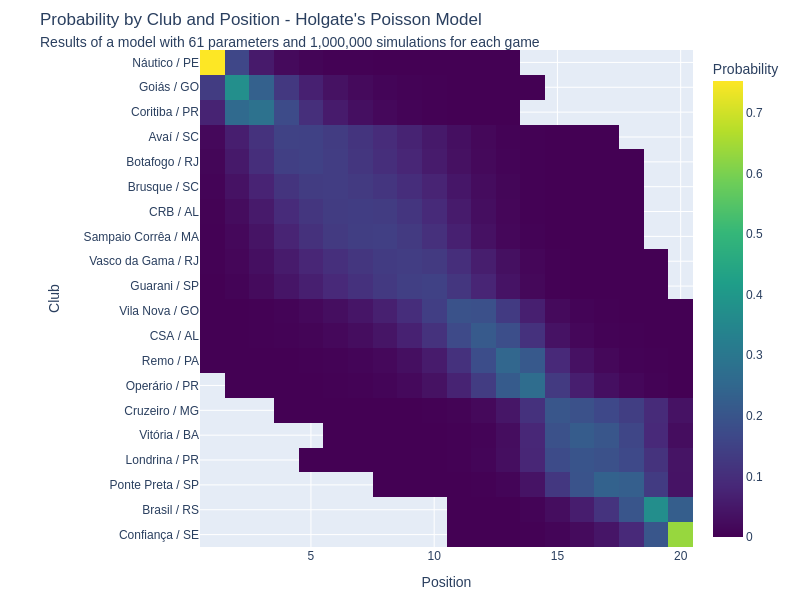 Probability by Club and Position - Holgate's Poisson Model
Results of a model with 61 parameters and 1,000,000 simulations for each game
Probability
Náutico / PE
Goiás / GO
Coritiba / PR
Avaí / SC
Botafogo / RJ
Brusque / SC
CRB / AL
Sampaio Corrêa / MA
Vasco da Gama / RJ
Guarani / SP
Vila Nova / GO
CSA / AL
Remo / PA
Operário / PR
Cruzeiro / MG
Vitória / BA
Londrina / PR
Ponte Preta / SP
Brasil / RS
Confiança / SE
Club
5
10
15
20
Position
0.7
0.6
0.5
0.4
0.3
0.2
0.1
0